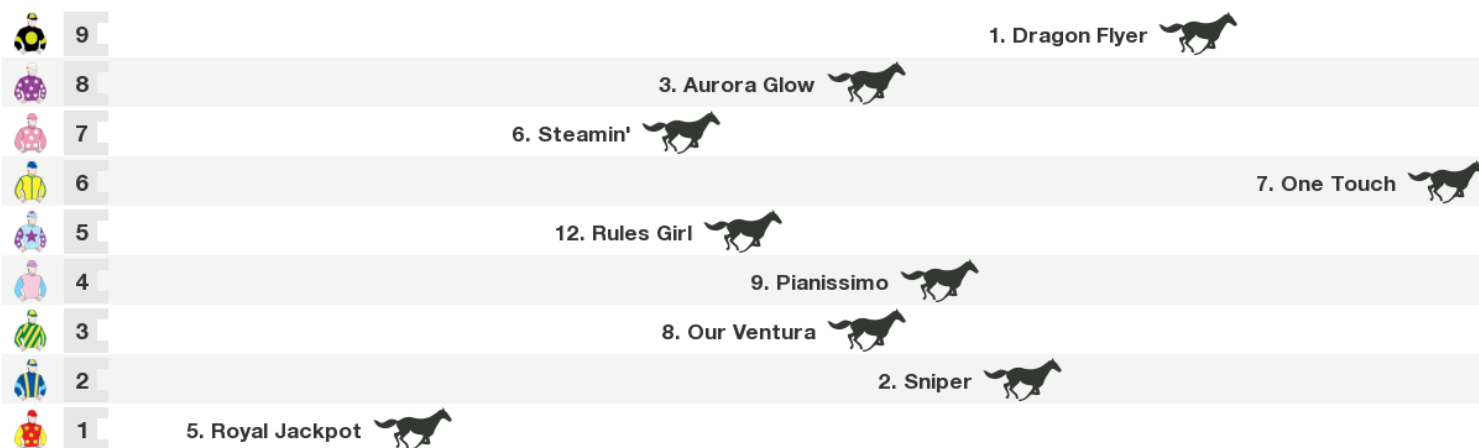 9 1. Dragon Flyer
8 3. Aurora Glow
7 6. Steamin'
6 7. One Touch
5 12. Rules Girl
4 9. Pianissimo
3 8. Our Ventura
2 2. Sniper
1 5. Royal Jackpot